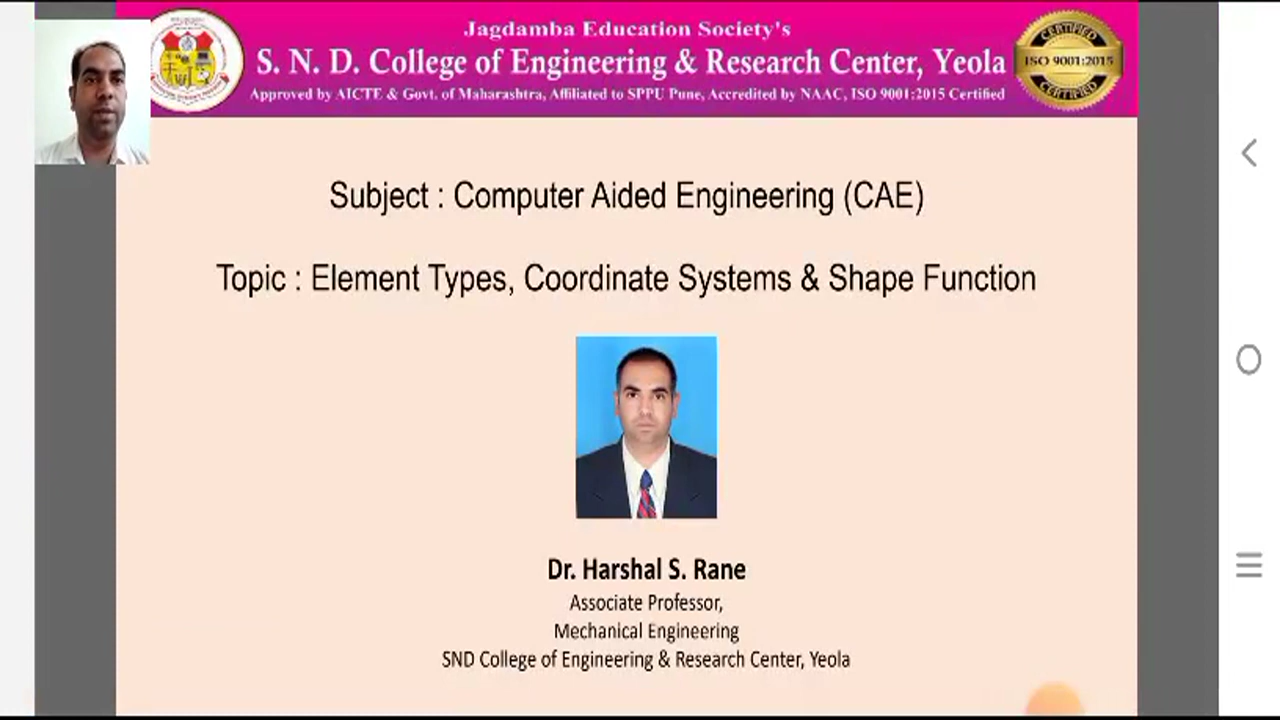 Jagdamba Education Society's
S. N. D. College of Engineering & Research Center, Yeola
Approved by AICTE & Govt. of Maharashtra, Affiliated to SPPU Pune, Accredited by NAAC, ISO 9001:2015 Certified
CERTIFIED
ISO 9001:2015
CERTIFIED
Subject : Computer Aided Engineering (CAE)
Topic : Element Types, Coordinate Systems & Shape Function
Dr. Harshal S. Rane
Associate Professor,
Mechanical Engineering
SND College of Engineering & Research Center, Yeola